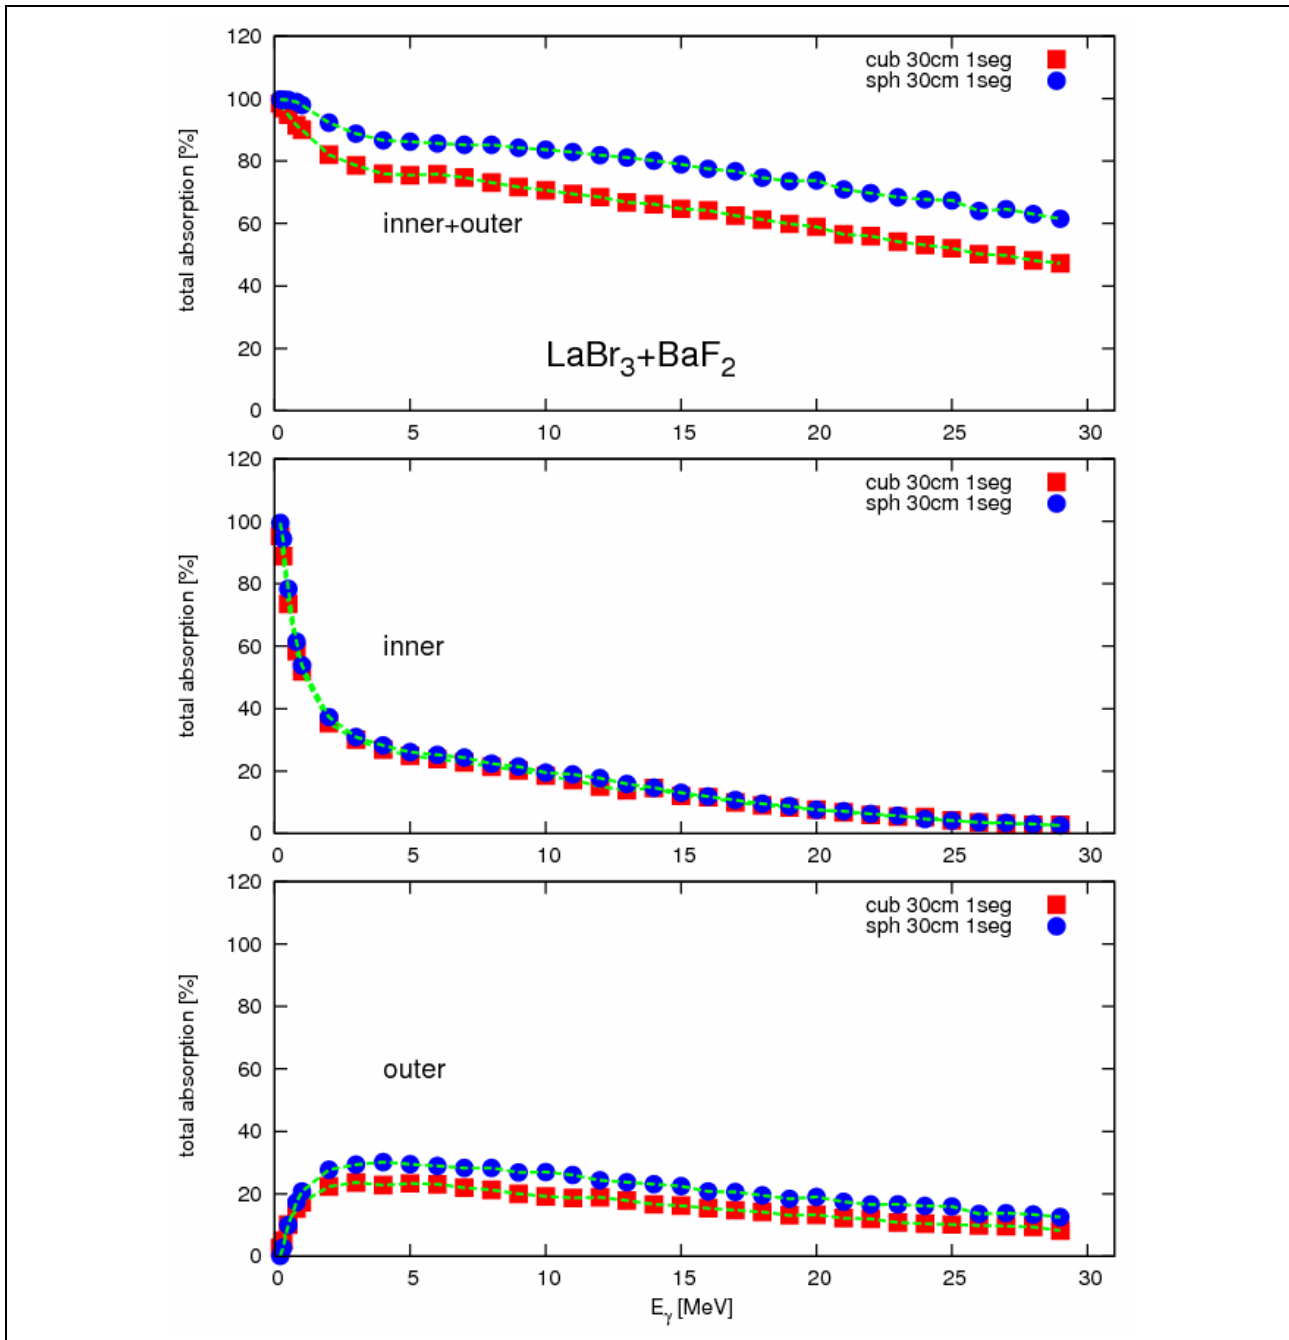 120
100
80
60
40
20
0
total absorption [%]
cub 30cm 1seg
sph 30cm 1seg
inner+outer
LaBr3+BaF2
0 5 10 15 20 25 30
120
100
80
60
40
20
0
total absorption [%]
cub 30cm 1seg
sph 30cm 1seg
inner
0 5 10 15 20 25 30
120
100
80
60
40
20
0
total absorption [%]
cub 30cm 1seg
sph 30cm 1seg
outer
0 5 10 15 20 25 30
Eγ [MeV]